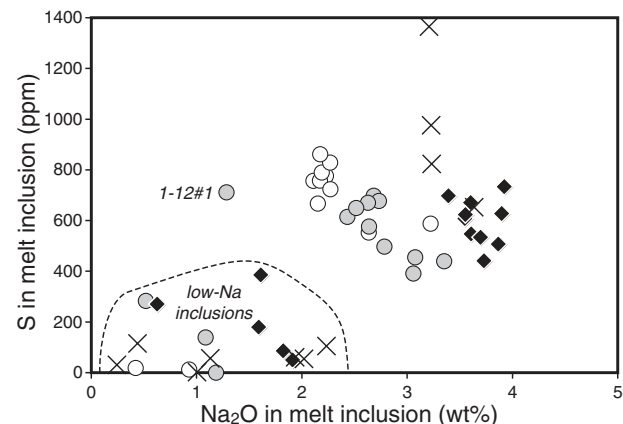 1400
1200
1000
800
600
400
200
0
S in melt inclusion (ppm)
1-12#1
low-Na
inclusions
0 1 2 3 4 5
Na₂O in melt inclusion (wt%)